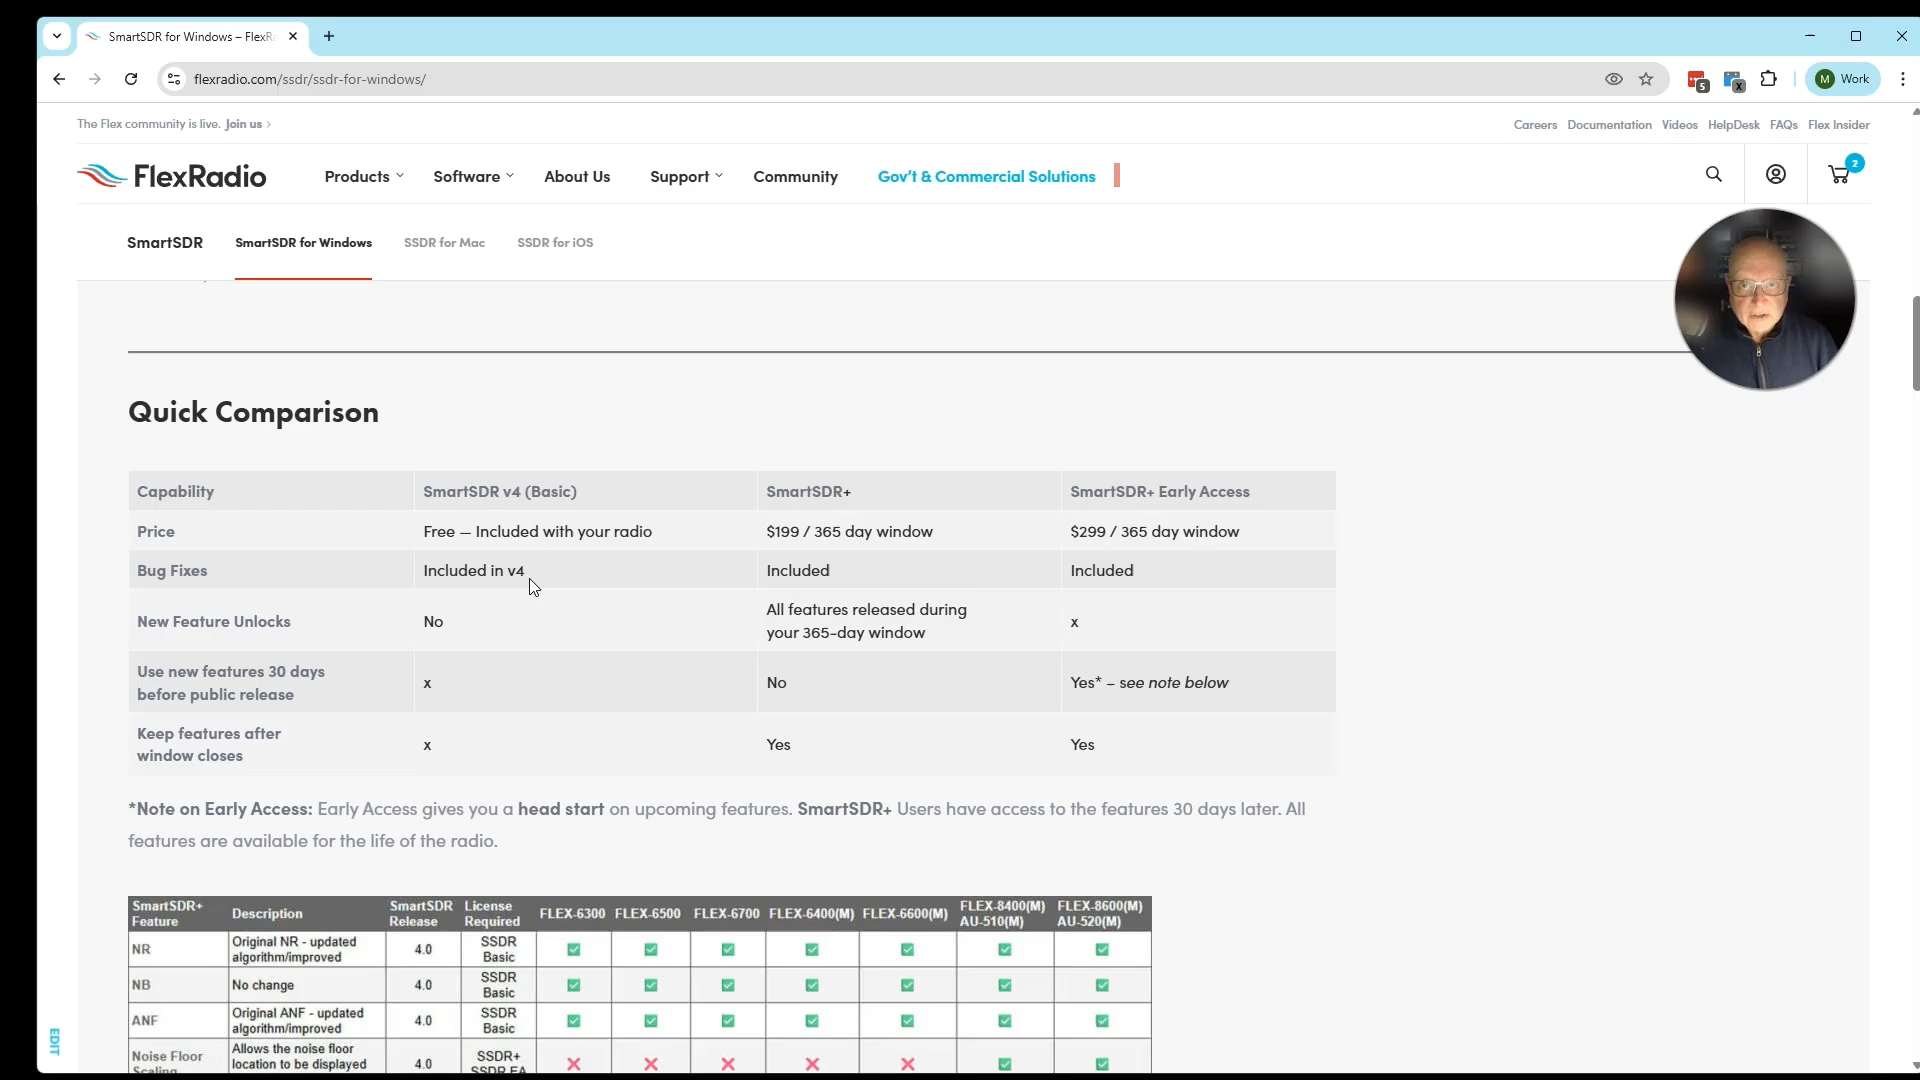 SmartSDR for Windows – FlexR
flexradio.com/ssdr/ssdr-for-windows/
S
X
M Work
The Flex community is live. Join us >
Careers Documentation Videos HelpDesk FAQs Flex Insider
FlexRadio
Products Software About Us Support Community Gov't & Commercial Solutions
2
SmartSDR SmartSDR for Windows SSDR for Mac SSDR for iOS
Quick Comparison
Capability SmartSDR v4 (Basic) SmartSDR+ SmartSDR+ Early Access
Price Free — Included with your radio $199 / 365 day window $299 / 365 day window
Bug Fixes Included in v4 Included Included
New Feature Unlocks No All features released during
your 365-day window x
Use new features 30 days
before public release x No Yes* – see note below
Keep features after
window closes x Yes Yes
*Note on Early Access: Early Access gives you a head start on upcoming features. SmartSDR+ Users have access to the features 30 days later. All
features are available for the life of the radio.
SmartSDR+
Feature Description SmartSDR
Release License
Required FLEX-6300 FLEX-6500 FLEX-6700 FLEX-6400(M) FLEX-6600(M) FLEX-8400(M)
AU-510(M) FLEX-8600(M)
AU-520(M)
NR Original NR - updated
algorithm/improved 4.0 SSDR
Basic
NB No change 4.0 SSDR
Basic
ANF Original ANF - updated
algorithm/improved 4.0 SSDR
Basic
Noise Floor
Scaling Allows the noise floor
location to be displayed 4.0 SSDR+
SSDR EA
EDIT